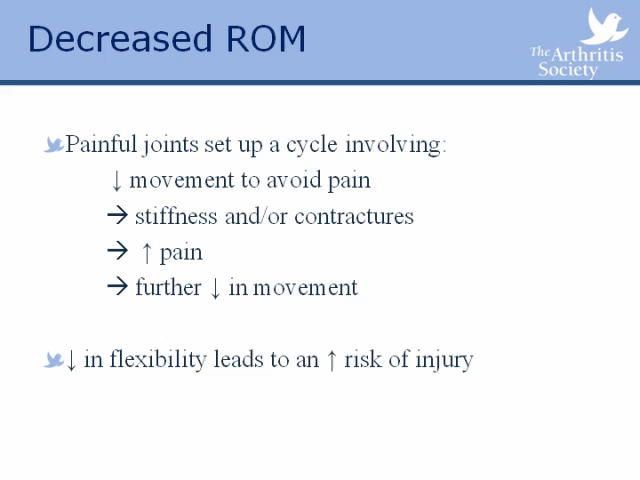 Decreased ROM
The Arthritis
Society
Painful joints set up a cycle involving:
↓ movement to avoid pain
→ stiffness and/or contractures
→ ↑ pain
→ further ↓ in movement
↓ in flexibility leads to an ↑ risk of injury